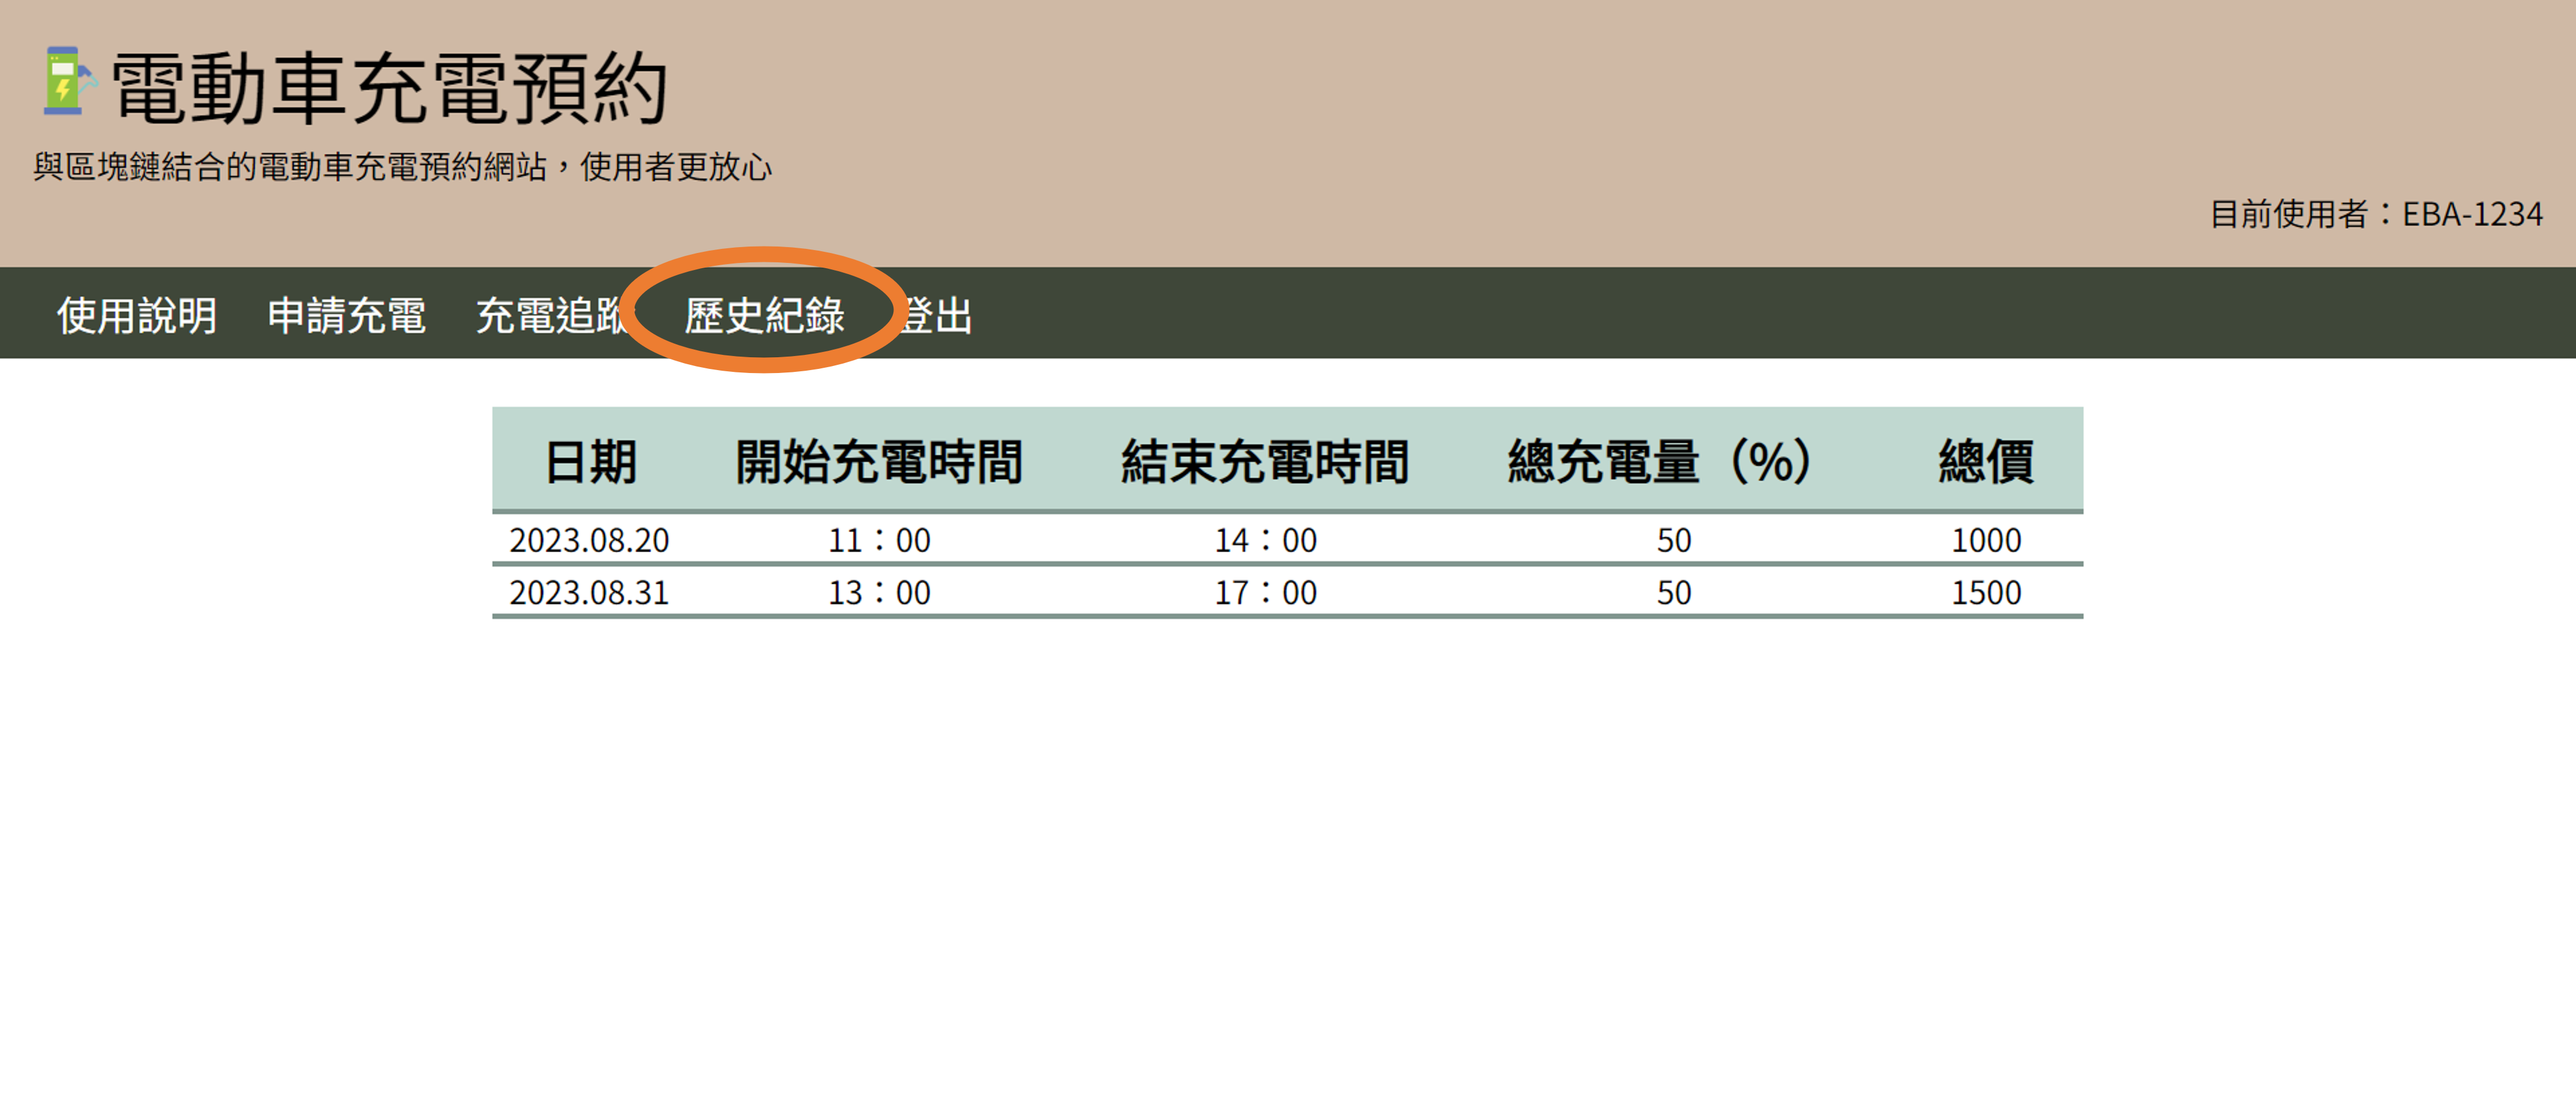 電動車充電預約
與區塊鏈結合的電動車充電預約網站，使用者更放心
目前使用者：EBA-1234
使用說明 申請充電 充電追蹤 歷史紀錄 登出
日期 開始充電時間 結束充電時間 總充電量（%） 總價
2023.08.20 11：00 14：00 50 1000
2023.08.31 13：00 17：00 50 1500